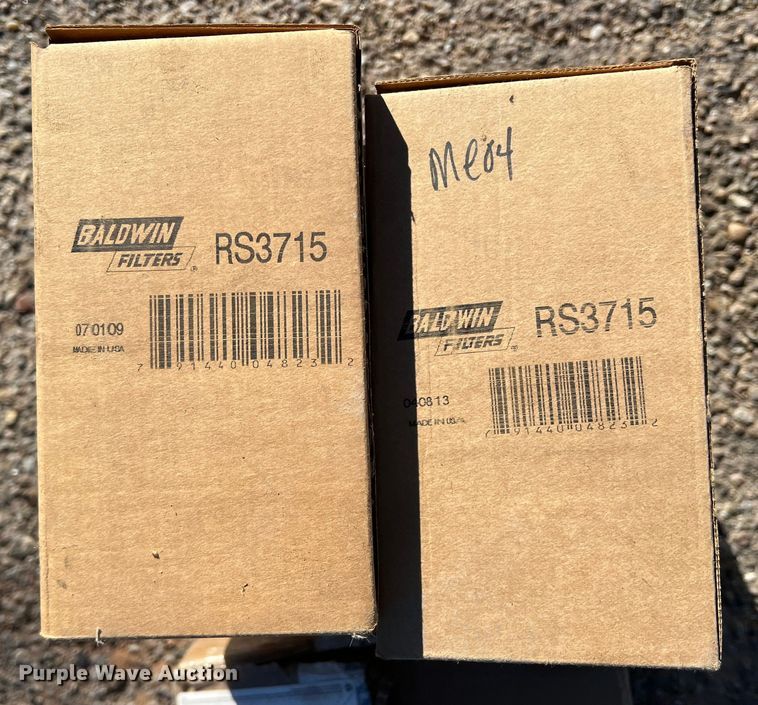 BALDWIN
FILTERS®
RS3715
070109
MADE IN USA
7 91440 04823 2
Me04
BALDWIN
FILTERS®
RS3715
040813
MADE IN USA
7 91440 04823 2
Purple Wave Auction